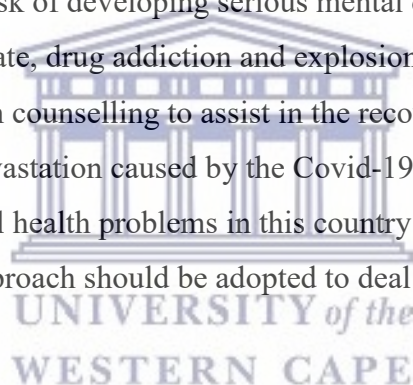 sk of developing serious mental
ate, drug addiction and explosion
counselling to assist in the reco
vastation caused by the Covid-19
health problems in this country
proach should be adopted to deal
UNIVERSITY of the
WESTERN CAPE